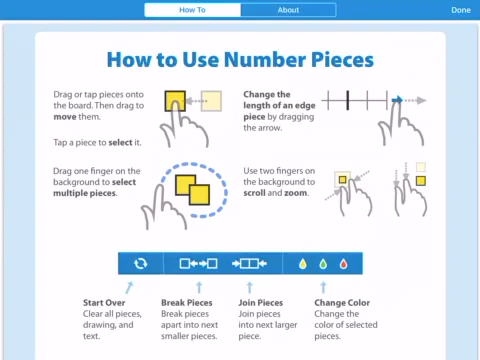 How To
About
Done
How to Use Number Pieces
Drag or tap pieces onto
the board. Then drag to
move them.
Tap a piece to select it.
Change the
length of an edge
piece by dragging
the arrow.
Drag one finger on the
background to select
multiple pieces.
Use two fingers on
the background to
scroll and zoom.
Start Over
Clear all pieces,
drawing, and
text.
Break Pieces
Break pieces
apart into next
smaller pieces.
Join Pieces
Join pieces
into next larger
piece.
Change Color
Change the
color of selected
pieces.